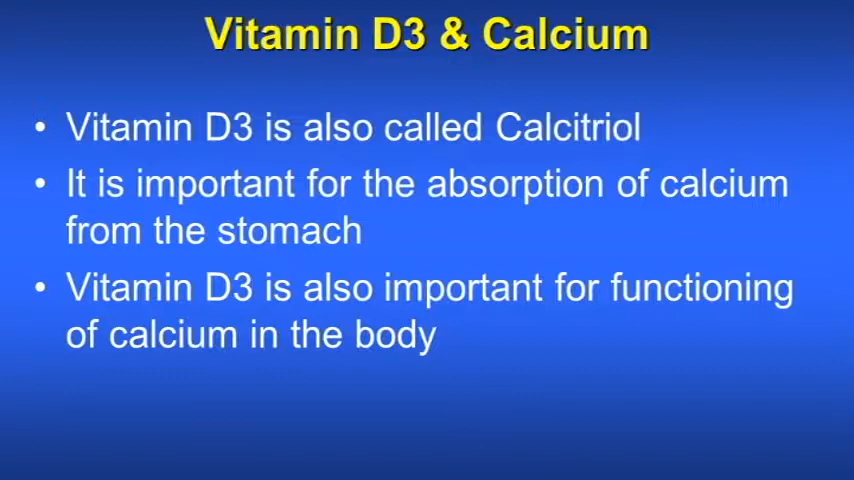 Vitamin D3 & Calcium
• Vitamin D3 is also called Calcitriol
• It is important for the absorption of calcium
from the stomach
• Vitamin D3 is also important for functioning
of calcium in the body